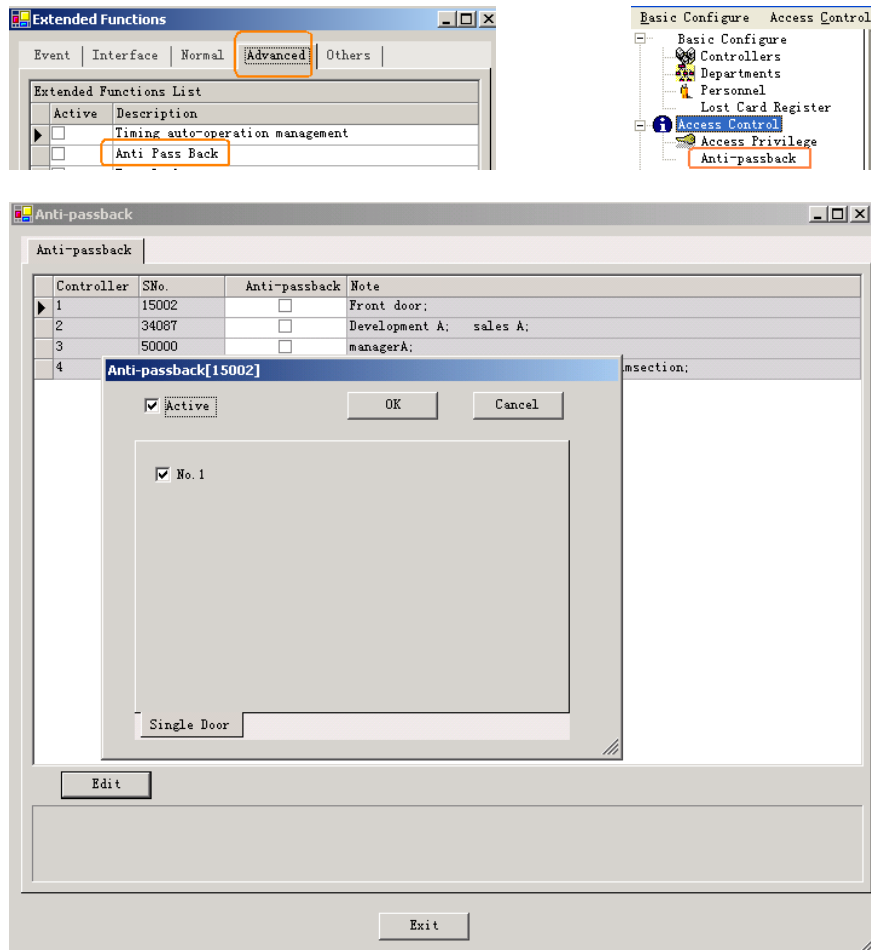 Extended Functions
Event Interface Normal Advanced Others
Extended Functions List
Active Description
Timing auto-operation management
Anti Pass Back
Basic Configure Access Control
Basic Configure
Controllers
Departments
Personnel
Lost Card Register
Access Control
Access Privilege
Anti-passback
Anti-passback
Anti-passback
Controller SNo. Anti-passback Note
1 15002 Front door;
2 34087 Development A; sales A;
3 50000 managerA;
4 msection;
Anti-passback[15002]
Active OK Cancel
No. 1
Single Door
Edit
Exit